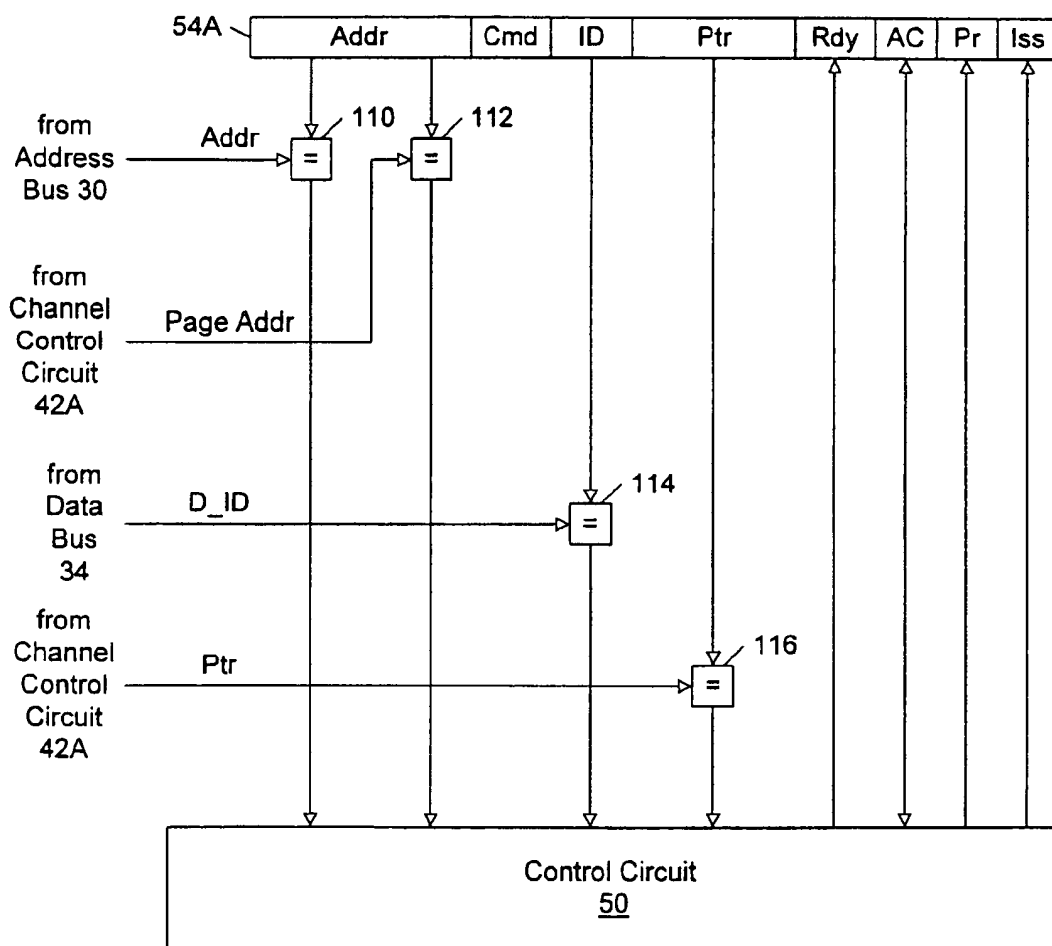 54A
Addr Cmd ID Ptr Rdy AC Pr Iss
110
112
from
Address
Bus 30
Addr
=
=
from
Channel
Control
Circuit
42A
Page Addr
from
Data
Bus
34
D_ID
114
=
from
Channel
Control
Circuit
42A
Ptr
116
=
Control Circuit
50